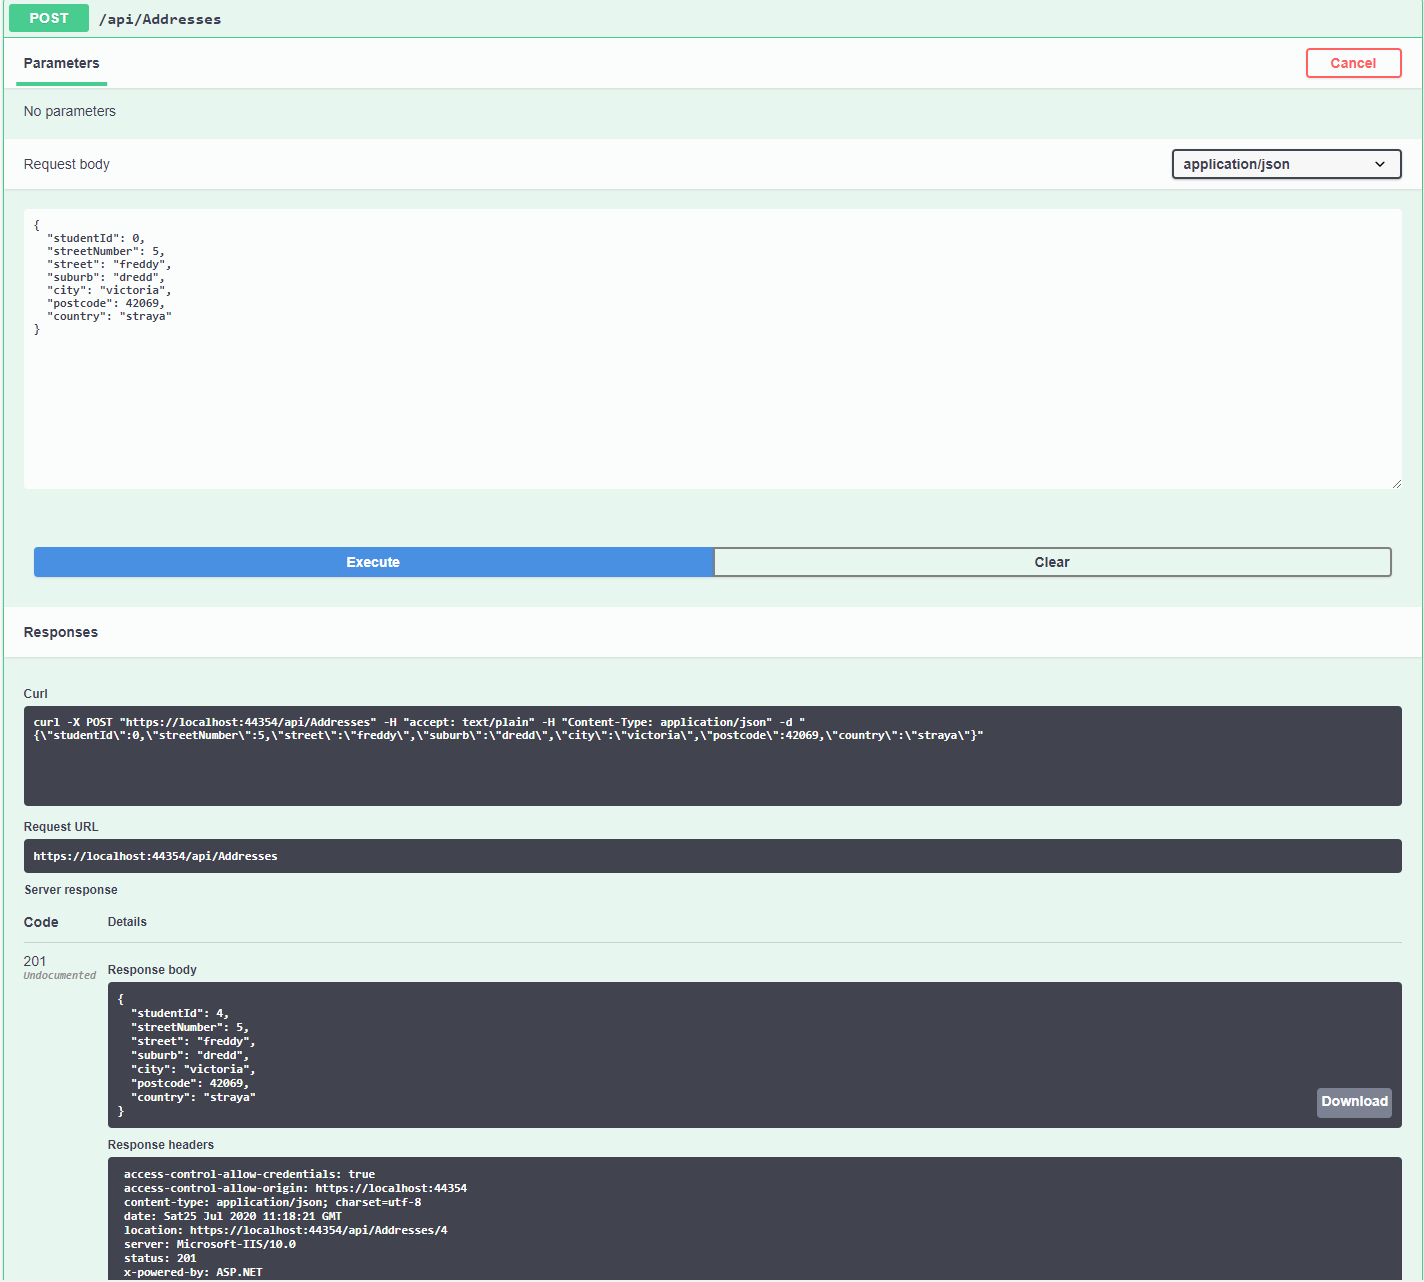 POST /api/Addresses
Parameters
Cancel
No parameters
Request body
application/json
{
  "studentId": 0,
  "streetNumber": 5,
  "street": "freddy",
  "suburb": "dredd",
  "city": "victoria",
  "postcode": 42069,
  "country": "straya"
}
Execute
Clear
Responses
Curl
curl -X POST "https://localhost:44354/api/Addresses" -H "accept: text/plain" -H "Content-Type: application/json" -d "
{\"studentId\":0,\"streetNumber\":5,\"street\":\"freddy\",\"suburb\":\"dredd\",\"city\":\"victoria\",\"postcode\":42069,\"country\":\"straya\"}"
Request URL
https://localhost:44354/api/Addresses
Server response
Code Details
201
Undocumented
Response body
{
  "studentId": 4,
  "streetNumber": 5,
  "street": "freddy",
  "suburb": "dredd",
  "city": "victoria",
  "postcode": 42069,
  "country": "straya"
}
Download
Response headers
access-control-allow-credentials: true
access-control-allow-origin: https://localhost:44354
content-type: application/json; charset=utf-8
date: Sat25 Jul 2020 11:18:21 GMT
location: https://localhost:44354/api/Addresses/4
server: Microsoft-IIS/10.0
status: 201
x-powered-by: ASP.NET